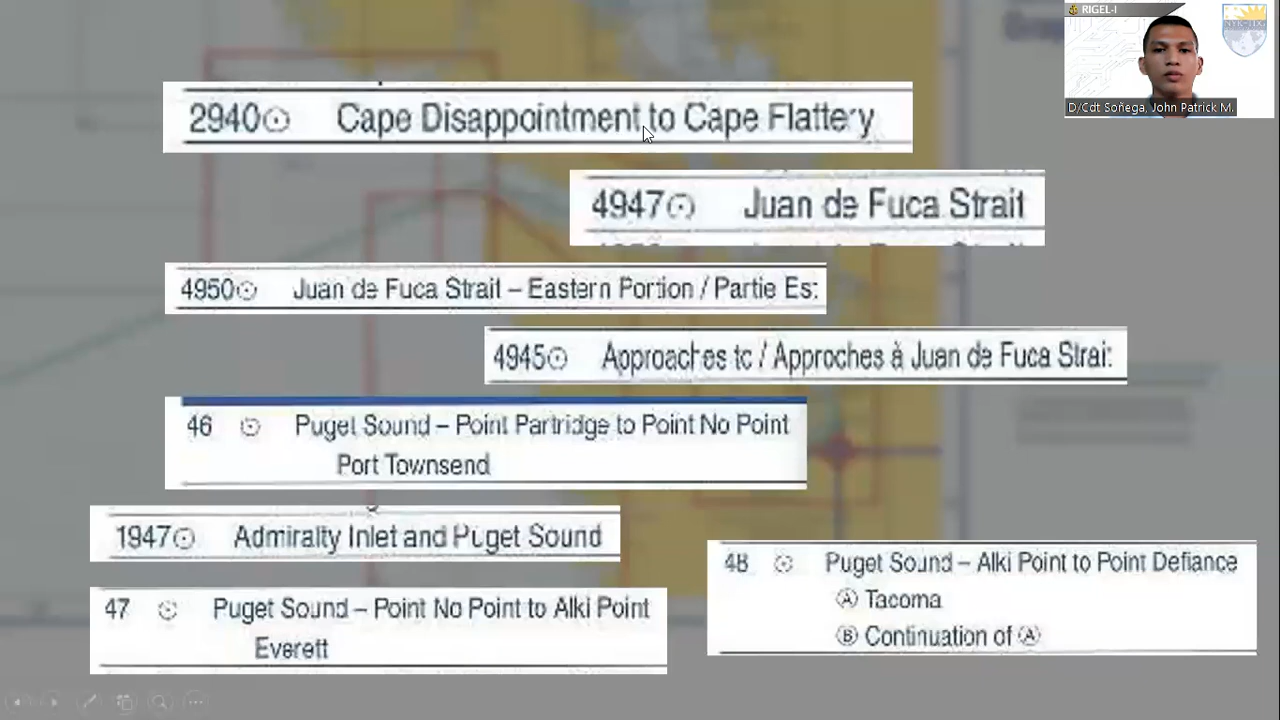 RIGEL-I
D/Cdt Soñega, John Patrick M.
2940 Cape Disappointment to Cape Flattery
4947 Juan de Fuca Strait
4950 Juan de Fuca Strait – Eastern Portion / Partie Est
4945 Approaches to / Approches à Juan de Fuca Strait
46 Puget Sound – Point Partridge to Point No Point
Port Townsend
1947 Admiralty Inlet and Puget Sound
47 Puget Sound – Point No Point to Alki Point
Everett
48 Puget Sound – Alki Point to Point Defiance
Ⓐ Tacoma
Ⓑ Continuation of Ⓐ